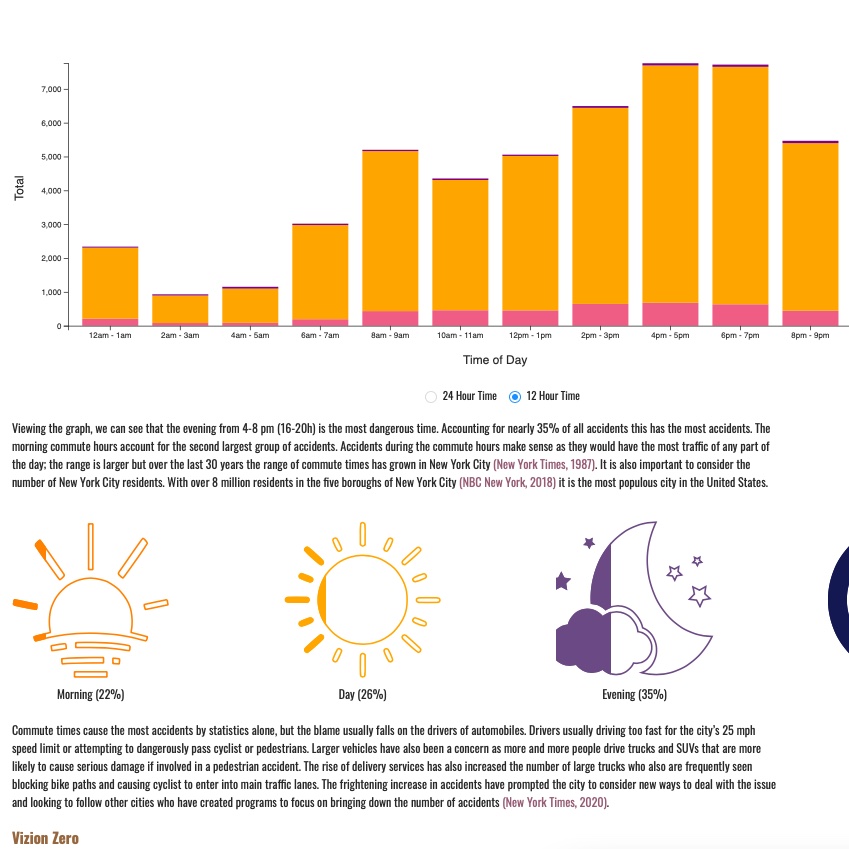 7,000
6,000
5,000
4,000
3,000
2,000
1,000
0
Total
12am - 1am 2am - 3am 4am - 5am 6am - 7am 8am - 9am 10am - 11am 12pm - 1pm 2pm - 3pm 4pm - 5pm 6pm - 7pm 8pm - 9pm
Time of Day
24 Hour Time 12 Hour Time
Viewing the graph, we can see that the evening from 4-8 pm (16-20h) is the most dangerous time. Accounting for nearly 35% of all accidents this has the most accidents. The
morning commute hours account for the second largest group of accidents. Accidents during the commute hours make sense as they would have the most traffic of any part of
the day; the range is larger but over the last 30 years the range of commute times has grown in New York City (New York Times, 1987). It is also important to consider the
number of New York City residents. With over 8 million residents in the five boroughs of New York City (NBC New York, 2018) it is the most populous city in the United States.
Morning (22%) Day (26%) Evening (35%)
Commute times cause the most accidents by statistics alone, but the blame usually falls on the drivers of automobiles. Drivers usually driving too fast for the city's 25 mph
speed limit or attempting to dangerously pass cyclist or pedestrians. Larger vehicles have also been a concern as more and more people drive trucks and SUVs that are more
likely to cause serious damage if involved in a pedestrian accident. The rise of delivery services has also increased the number of large trucks who also are frequently seen
blocking bike paths and causing cyclist to enter into main traffic lanes. The frightening increase in accidents have prompted the city to consider new ways to deal with the issue
and looking to follow other cities who have created programs to focus on bringing down the number of accidents (New York Times, 2020).
Vizion Zero